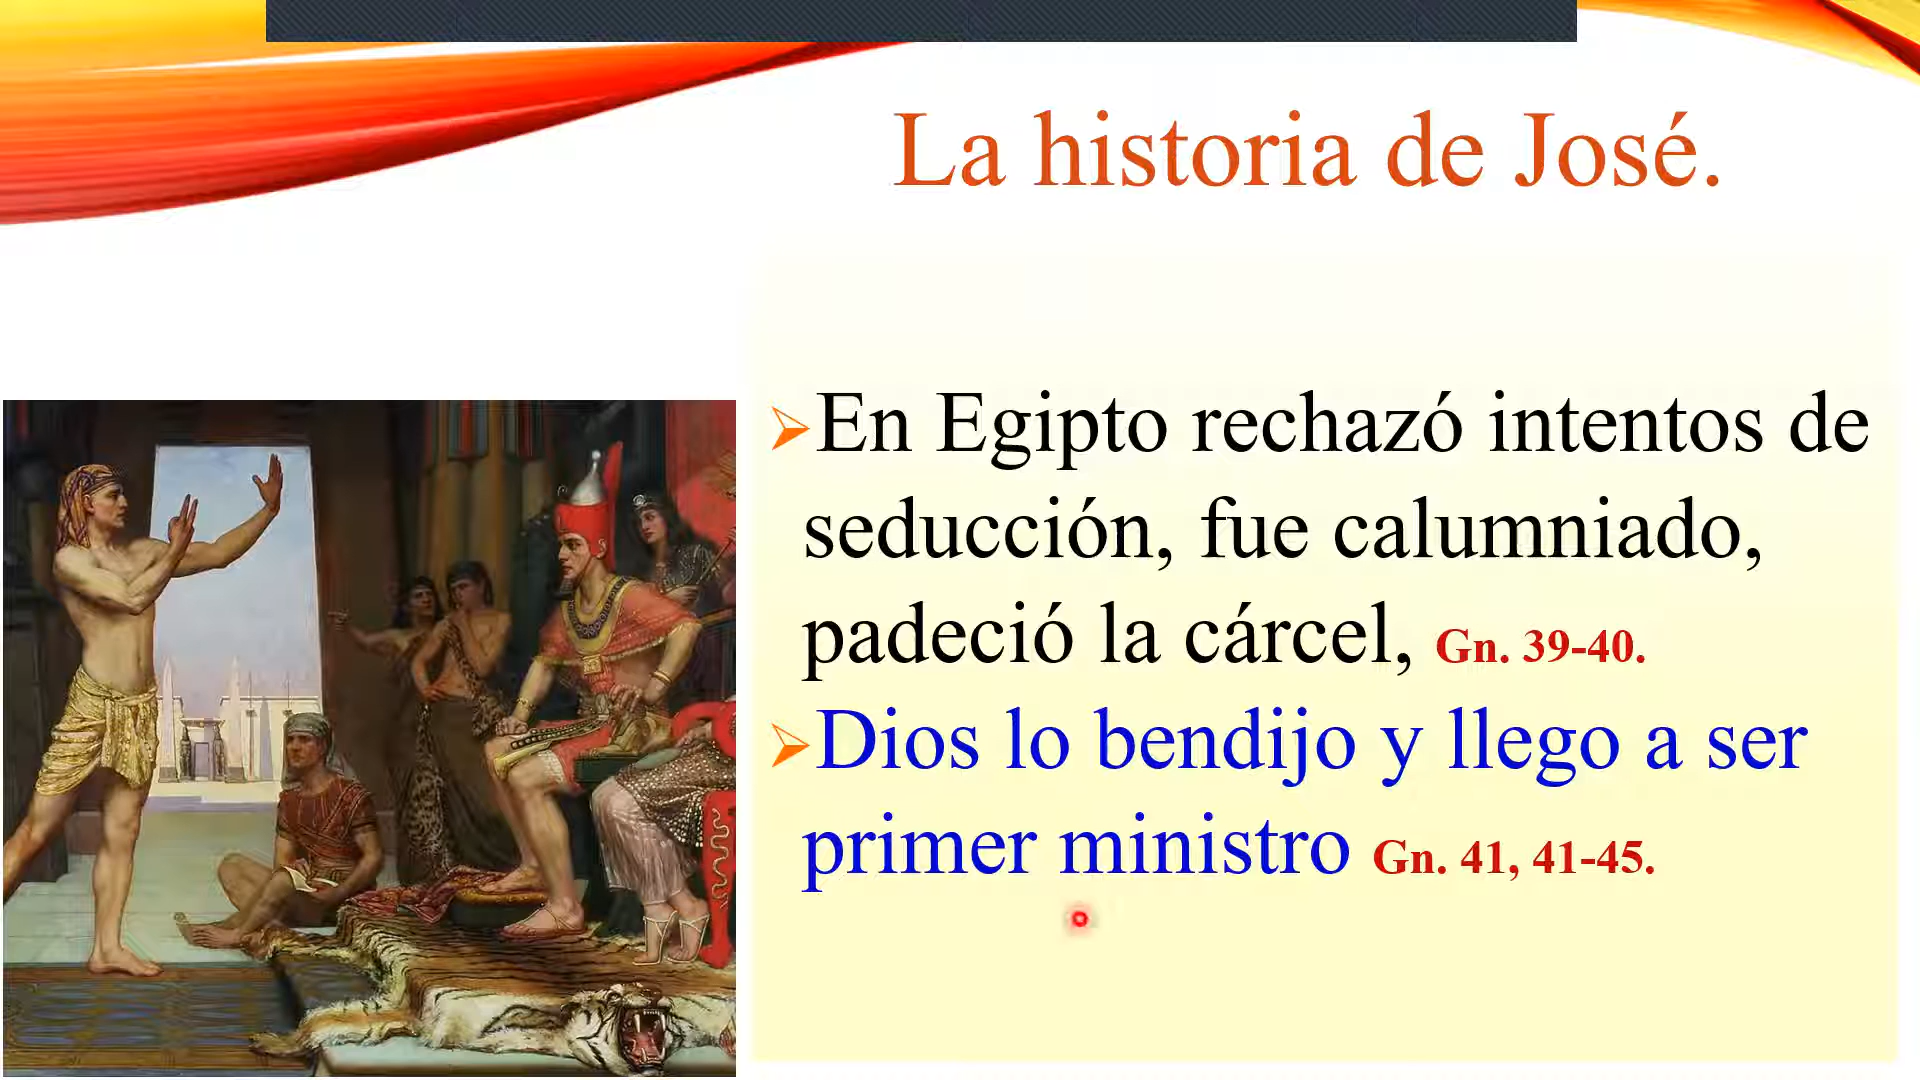 La historia de José.
➢En Egipto rechazó intentos de
seducción, fue calumniado,
padeció la cárcel, Gn. 39-40.
➢Dios lo bendijo y llego a ser
primer ministro Gn. 41, 41-45.